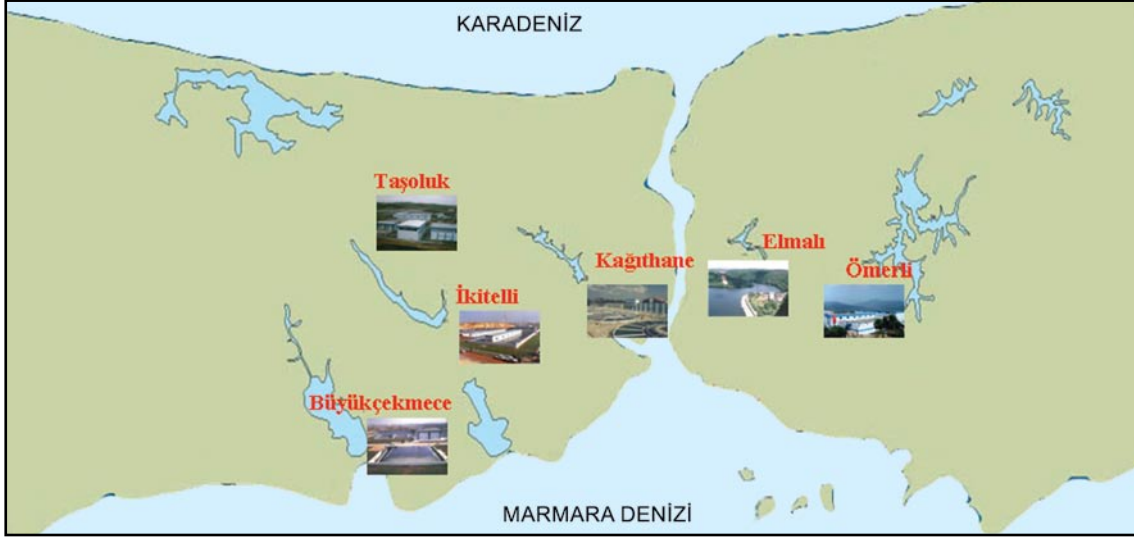 KARADENİZ
Taşoluk
Elmalı
Kağıthane
Ömerli
İkitelli
Büyükçekmece
MARMARA DENİZİ